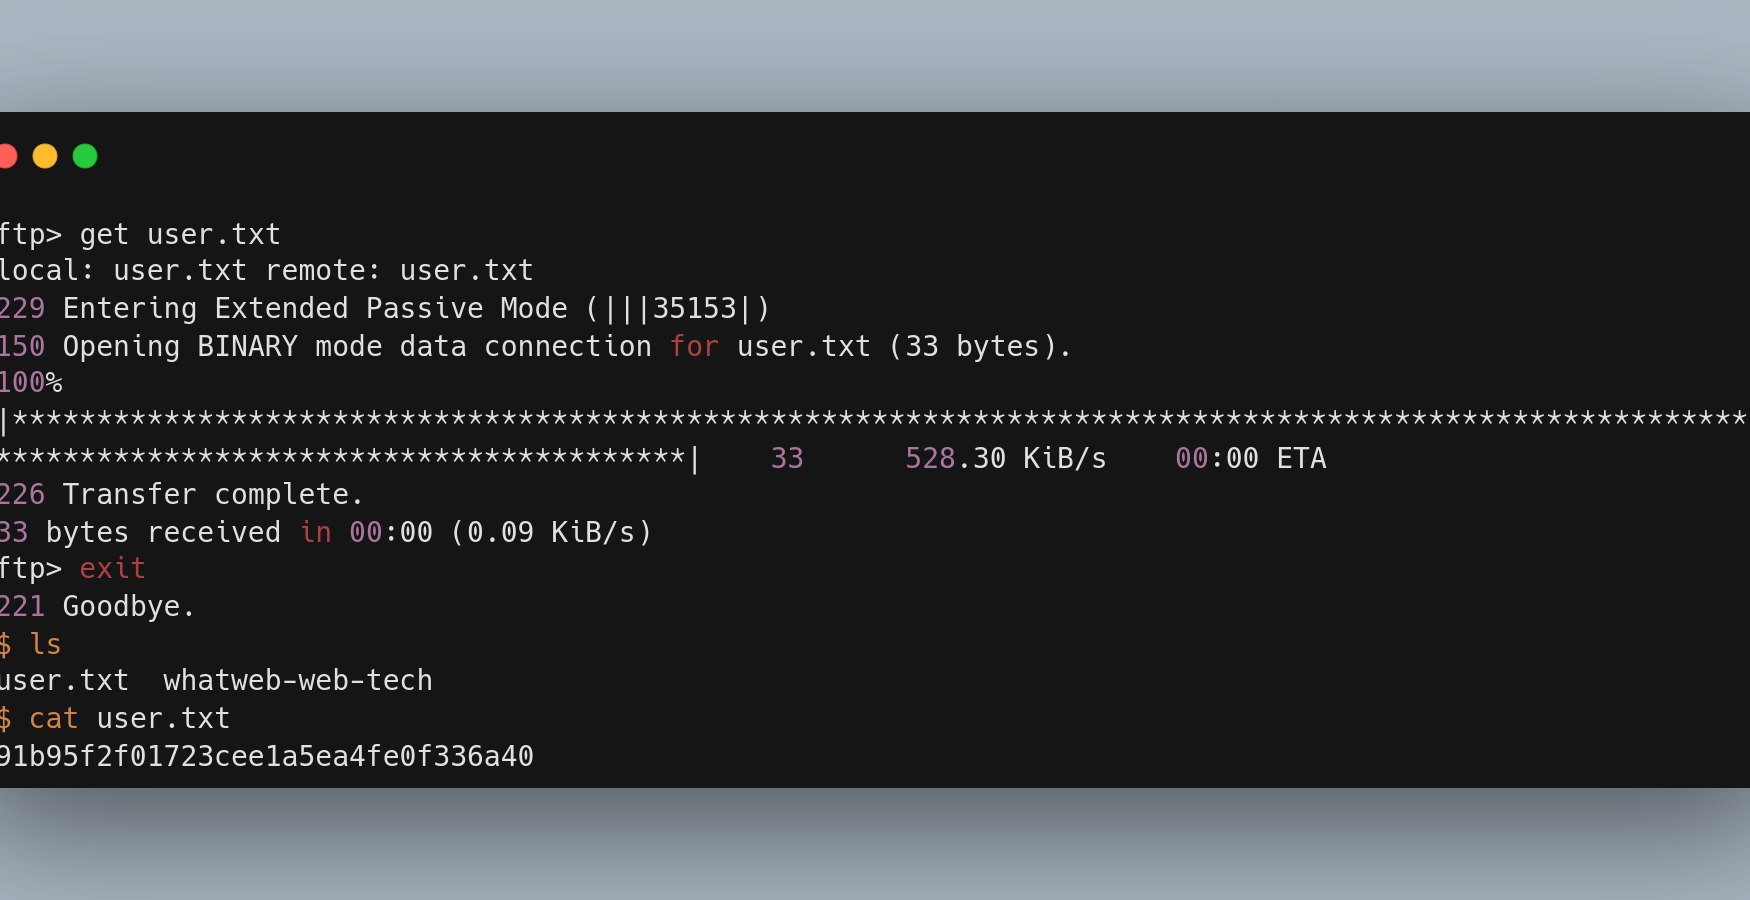 ftp> get user.txt
local: user.txt remote: user.txt
229 Entering Extended Passive Mode (|||35153|)
150 Opening BINARY mode data connection for user.txt (33 bytes).
100%
|*******************************************************************************************************
*****************************************|    33      528.30 KiB/s    00:00 ETA
226 Transfer complete.
33 bytes received in 00:00 (0.09 KiB/s)
ftp> exit
221 Goodbye.
$ ls
user.txt  whatweb-web-tech
$ cat user.txt
91b95f2f01723cee1a5ea4fe0f336a40